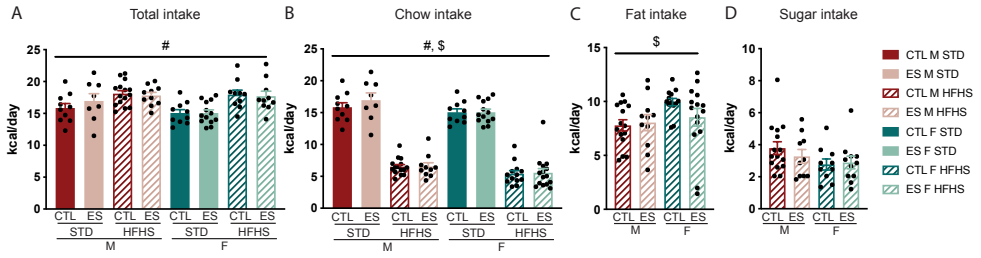 A Total intake
kcal/day
25
20
15
10
5
0
#
CTL ES CTL ES CTL ES CTL ES
STD HFHS STD HFHS
M F
B Chow intake
kcal/day
25
20
15
10
5
0
#, $
CTL ES CTL ES CTL ES CTL ES
STD HFHS STD HFHS
M F
C Fat intake
kcal/day
15
10
5
0
$
CTL ES CTL ES
M F
D Sugar intake
kcal/day
10
8
6
4
2
0
CTL ES CTL ES
M F
CTL M STD
ES M STD
CTL M HFHS
ES M HFHS
CTL F STD
ES F STD
CTL F HFHS
ES F HFHS